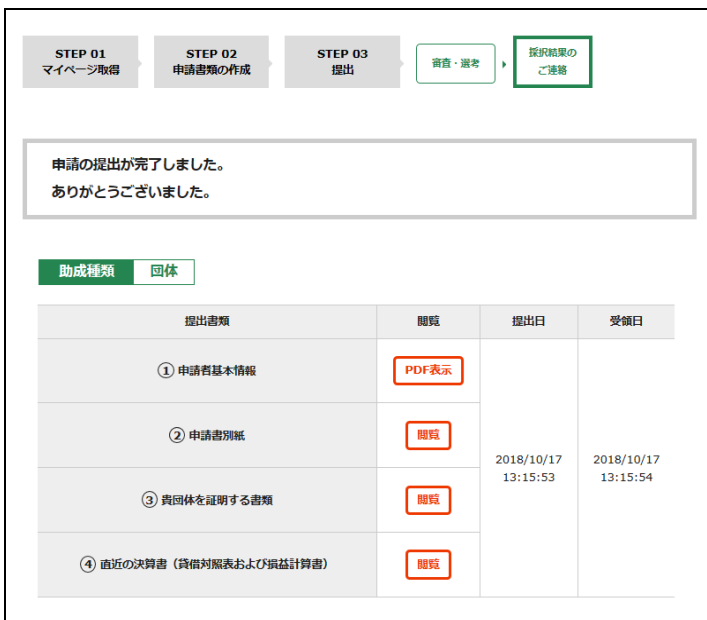 STEP 01
マイページ取得
STEP 02
申請書類の作成
STEP 03
提出
審査・選考
採択結果の
ご連絡
申請の提出が完了しました。
ありがとうございました。
助成種類 団体
提出書類 閲覧 提出日 受領日
① 申請者基本情報 PDF表示
② 申請書別紙 閲覧
2018/10/17
13:15:53
2018/10/17
13:15:54
③ 貴団体を証明する書類 閲覧
④ 直近の決算書（貸借対照表および損益計算書） 閲覧